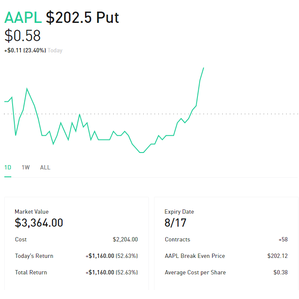 AAPL $202.5 Put
$0.58
+$0.11 (23.40%) Today
1D 1W ALL
Market Value
$3,364.00
Cost $2,204.00
Today's Return +$1,160.00 (52.63%)
Total Return +$1,160.00 (52.63%)
Expiry Date
8/17
Contracts +58
AAPL Break Even Price $202.12
Average Cost per Share $0.38